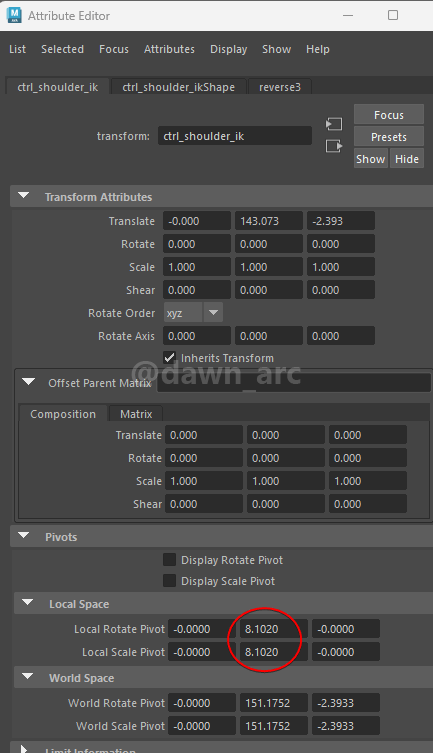 M
Attribute Editor
List Selected Focus Attributes Display Show Help
ctrl_shoulder_ik ctrl_shoulder_ikShape reverse3
Focus
transform: ctrl_shoulder_ik
Presets
Show Hide
Transform Attributes
Translate -0.000 143.073 -2.393
Rotate 0.000 0.000 0.000
Scale 1.000 1.000 1.000
Shear 0.000 0.000 0.000
Rotate Order xyz
Rotate Axis 0.000 0.000 0.000
Inherits Transform
@dawn_arc
Offset Parent Matrix
Composition Matrix
Translate 0.000 0.000 0.000
Rotate 0.000 0.000 0.000
Scale 1.000 1.000 1.000
Shear 0.000 0.000 0.000
Pivots
Display Rotate Pivot
Display Scale Pivot
Local Space
Local Rotate Pivot -0.0000 8.1020 -0.0000
Local Scale Pivot -0.0000 8.1020 -0.0000
World Space
World Rotate Pivot -0.0000 151.1752 -2.3933
World Scale Pivot -0.0000 151.1752 -2.3933
Limit Information